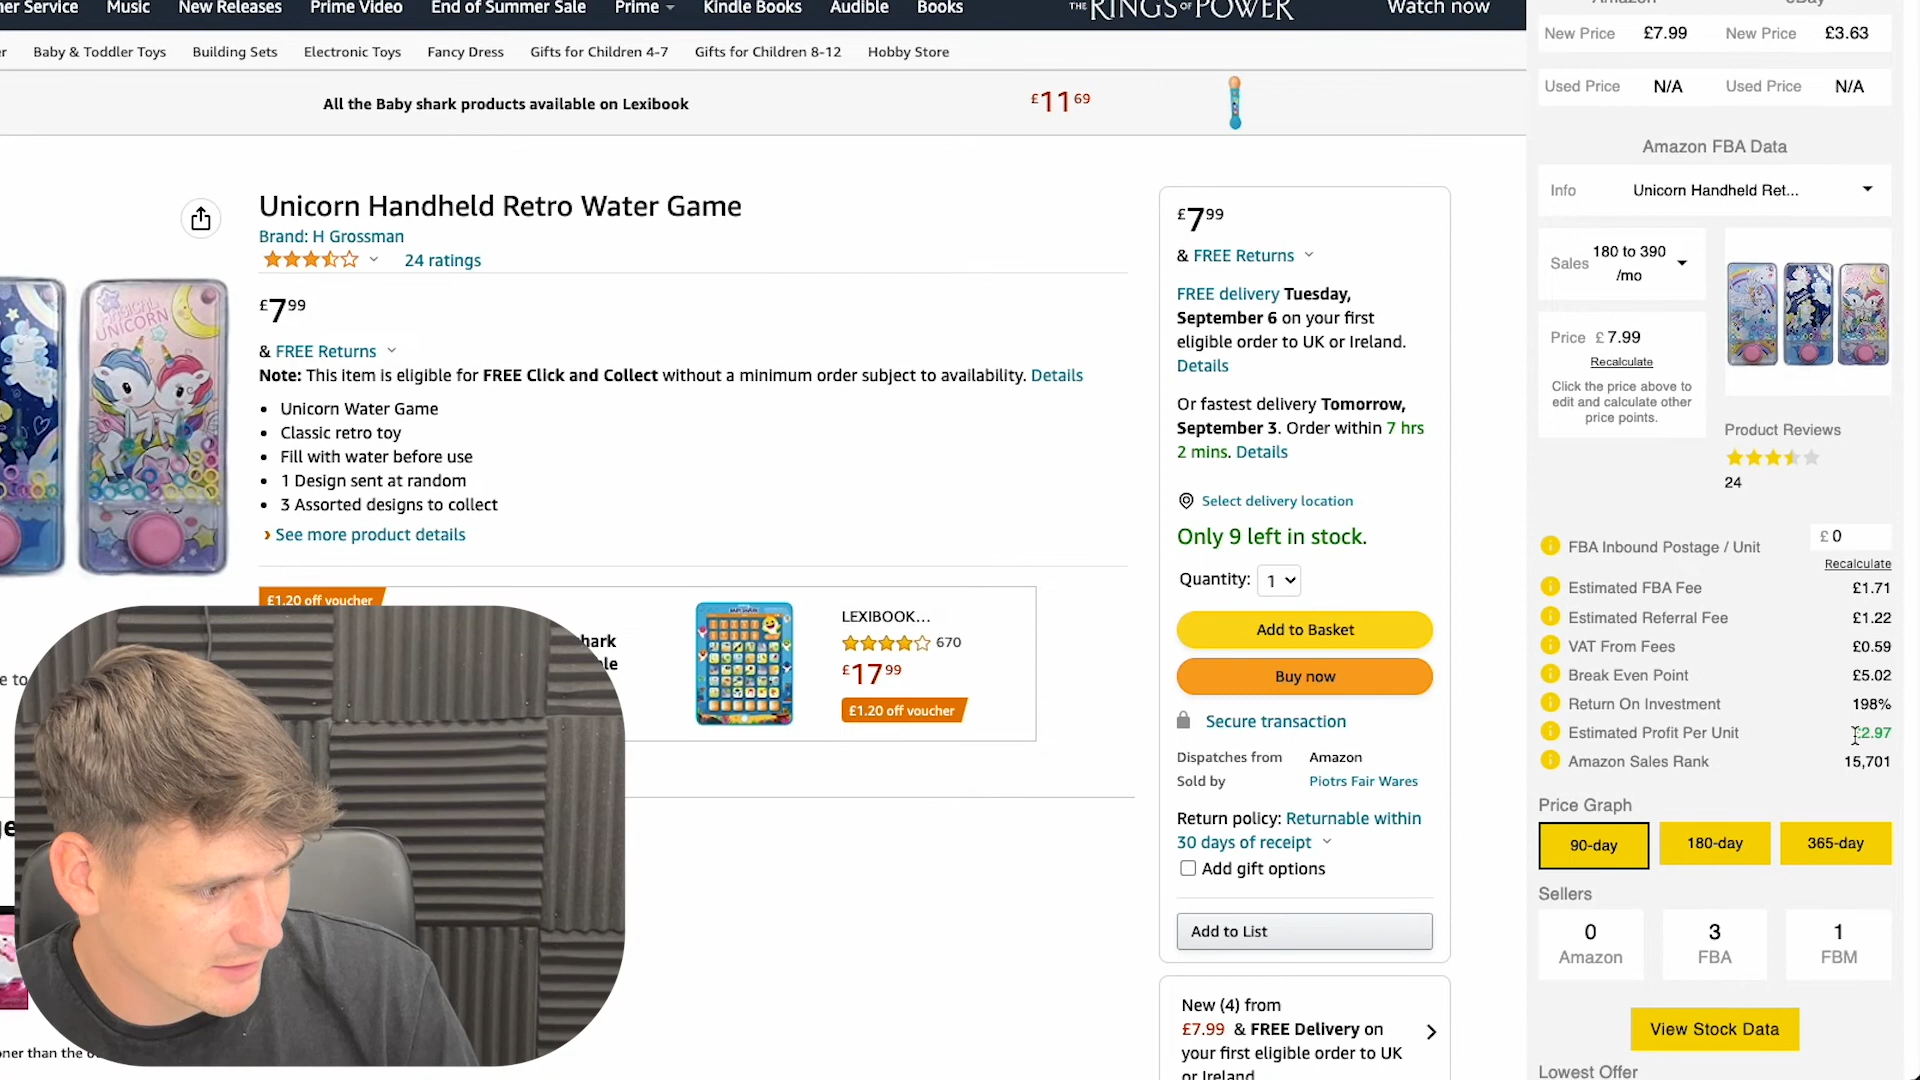 Service
Music
New Releases
Prime Video
End of Summer Sale
Prime
Kindle Books
Audible
Books
THE RINGS OF POWER
Watch now
Baby & Toddler Toys
Building Sets
Electronic Toys
Fancy Dress
Gifts for Children 4-7
Gifts for Children 8-12
Hobby Store
All the Baby shark products available on Lexibook
£11 69
Unicorn Handheld Retro Water Game
Brand: H Grossman
24 ratings
£7 99
& FREE Returns
Note: This item is eligible for FREE Click and Collect without a minimum order subject to availability. Details
• Unicorn Water Game
• Classic retro toy
• Fill with water before use
• 1 Design sent at random
• 3 Assorted designs to collect
› See more product details
MAGICAL
UNICORN
£1.20 off voucher
LEXIBOOK...
670
£17 99
£1.20 off voucher
£7 99
& FREE Returns
FREE delivery Tuesday,
September 6 on your first
eligible order to UK or Ireland.
Details
Or fastest delivery Tomorrow,
September 3. Order within 7 hrs
2 mins. Details
Select delivery location
Only 9 left in stock.
Quantity: 1
Add to Basket
Buy now
Secure transaction
Dispatches from Amazon
Sold by Piotrs Fair Wares
Return policy: Returnable within
30 days of receipt
Add gift options
Add to List
New (4) from
£7.99 & FREE Delivery on
your first eligible order to UK
or Ireland.
Amazon
eBay
New Price £7.99 New Price £3.63
Used Price N/A Used Price N/A
Amazon FBA Data
Info Unicorn Handheld Ret...
Sales 180 to 390
/mo
Price £ 7.99
Recalculate
Click the price above to
edit and calculate other
price points.
Product Reviews
24
FBA Inbound Postage / Unit £ 0
Recalculate
Estimated FBA Fee £1.71
Estimated Referral Fee £1.22
VAT From Fees £0.59
Break Even Point £5.02
Return On Investment 198%
Estimated Profit Per Unit £2.97
Amazon Sales Rank 15,701
Price Graph
90-day
180-day
365-day
Sellers
0 3 1
Amazon FBA FBM
View Stock Data
Lowest Offer